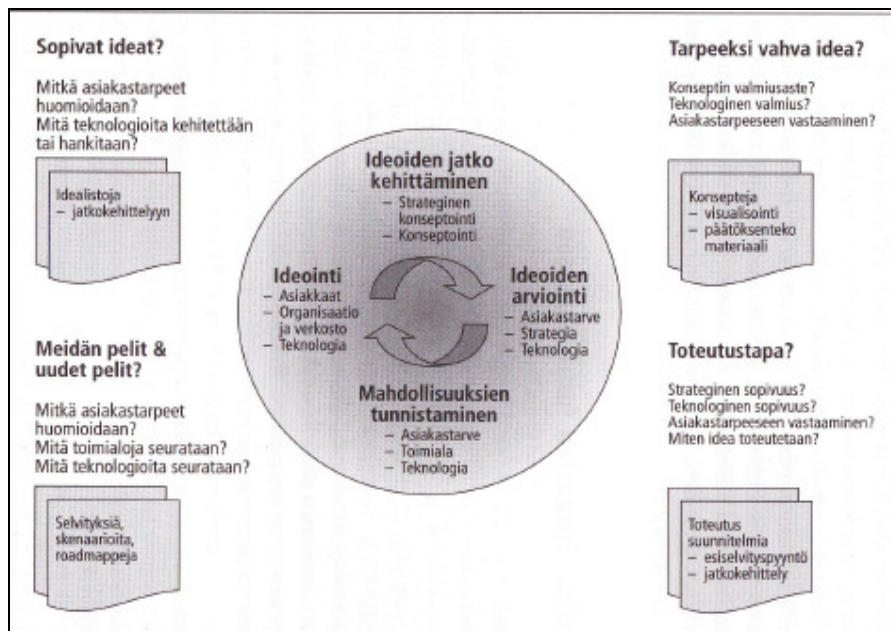 Sopivat ideat?
Mitkä asiakastarpeet
huomioidaan?
Mitä teknologioita kehitettään
tai hankitaan?
Idealistoja
– jatkokehittelyyn
Meidän pelit &
uudet pelit?
Mitkä asiakastarpeet
huomioidaan?
Mitä toimialoja seurataan?
Mitä teknologioita seurataan?
Selvityksiä,
skenaarioita,
roadmappeja
Ideoiden jatko
kehittäminen
– Strateginen
konseptointi
– Konseptointi
Ideointi
– Asiakkaat
– Organisaatio
ja verkosto
– Teknologia
Ideoiden
arviointi
– Asiakastarve
– Strategia
– Teknologia
Mahdollisuuksien
tunnistaminen
– Asiakastarve
– Toimiala
– Teknologia
Tarpeeksi vahva idea?
Konseptin valmiusaste?
Teknologinen valmius?
Asiakastarpeeseen vastaaminen?
Konsepteja
– visualisointi
– päätöksenteko
materiaali
Toteutustapa?
Strateginen sopivuus?
Teknologinen sopivuus?
Asiakastarpeeseen vastaaminen?
Miten idea toteutetaan?
Toteutus
suunnitelmia
– esiselvityspyyntö
– jatkokehittely